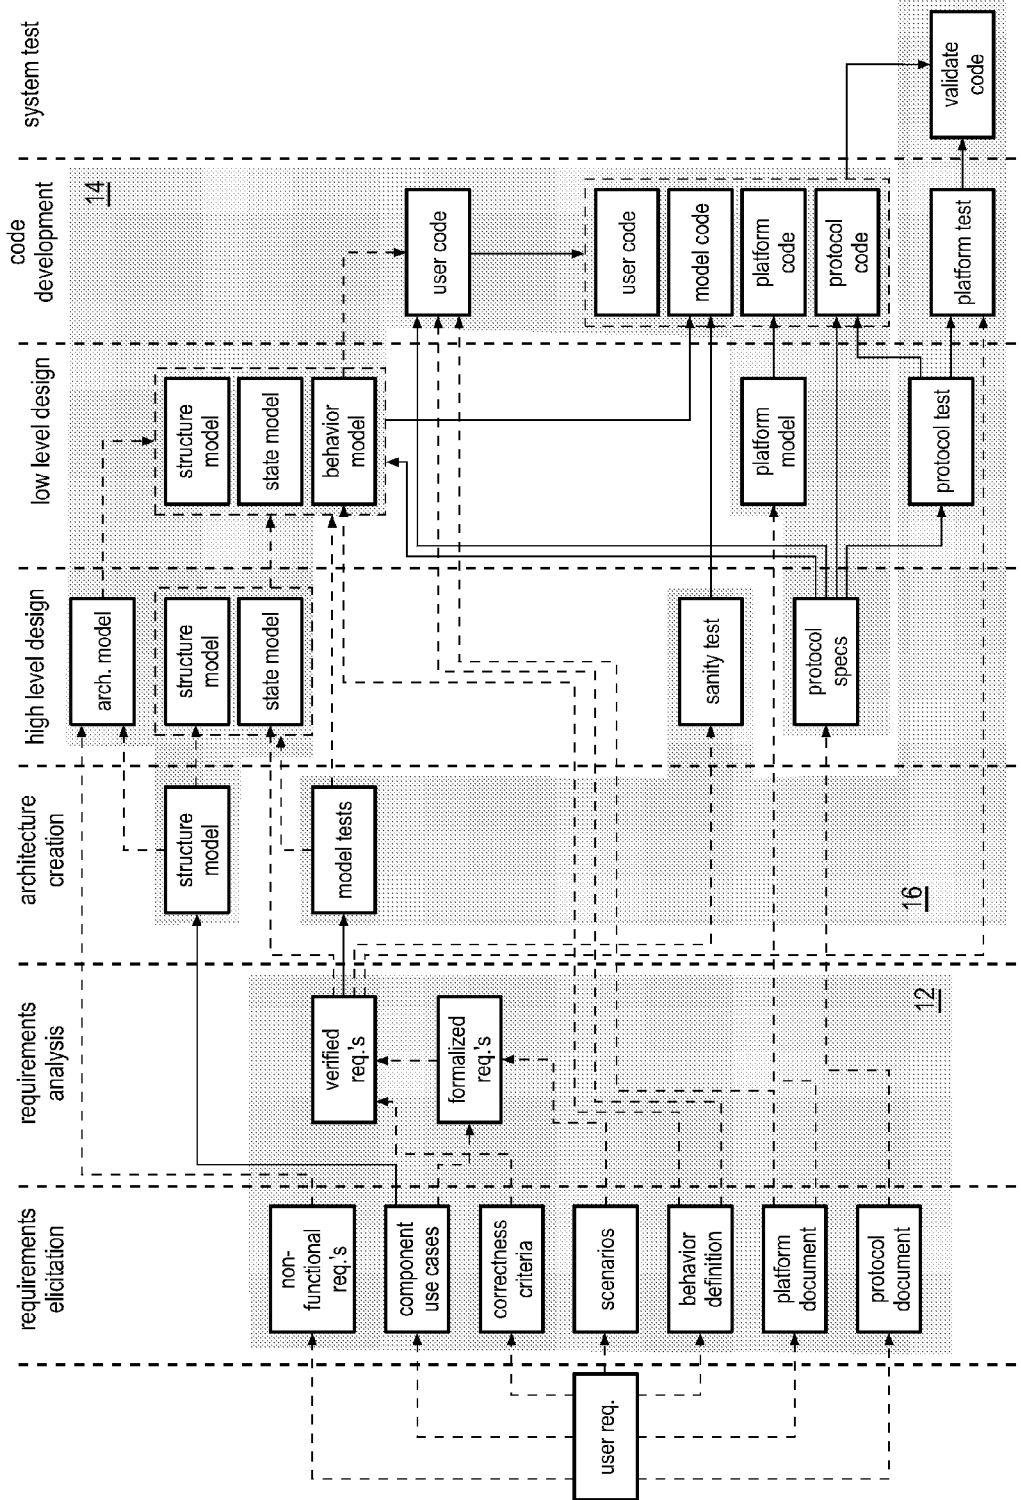 requirements
elicitation
requirements
analysis
architecture
creation
high level design
low level design
code
development
system test
user req.
non-
functional
req.'s
component
use cases
correctness
criteria
scenarios
behavior
definition
platform
document
protocol
document
verified
req.'s
formalized
req.'s
12
structure
model
model tests
16
arch. model
structure
model
state model
sanity test
protocol
specs
structure
model
state model
behavior
model
platform
model
protocol test
14
user code
user code
model code
platform
code
protocol
code
platform test
validate
code